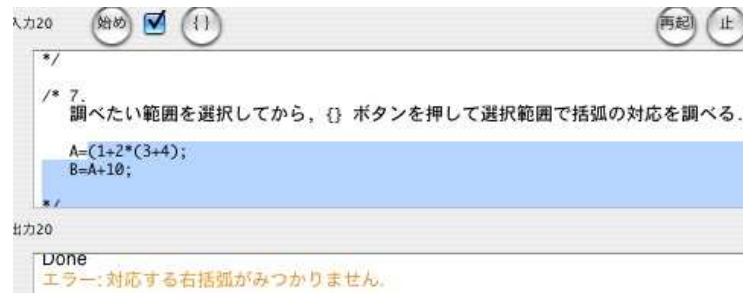 入力20 始め {} 再起 止
*/
/* 7.
調べたい範囲を選択してから, {} ボタンを押して選択範囲で括弧の対応を調べる.
A=(1+2*(3+4);
B=A+10;
*/
出力20
Done
エラー: 対応する右括弧がみつかりません.